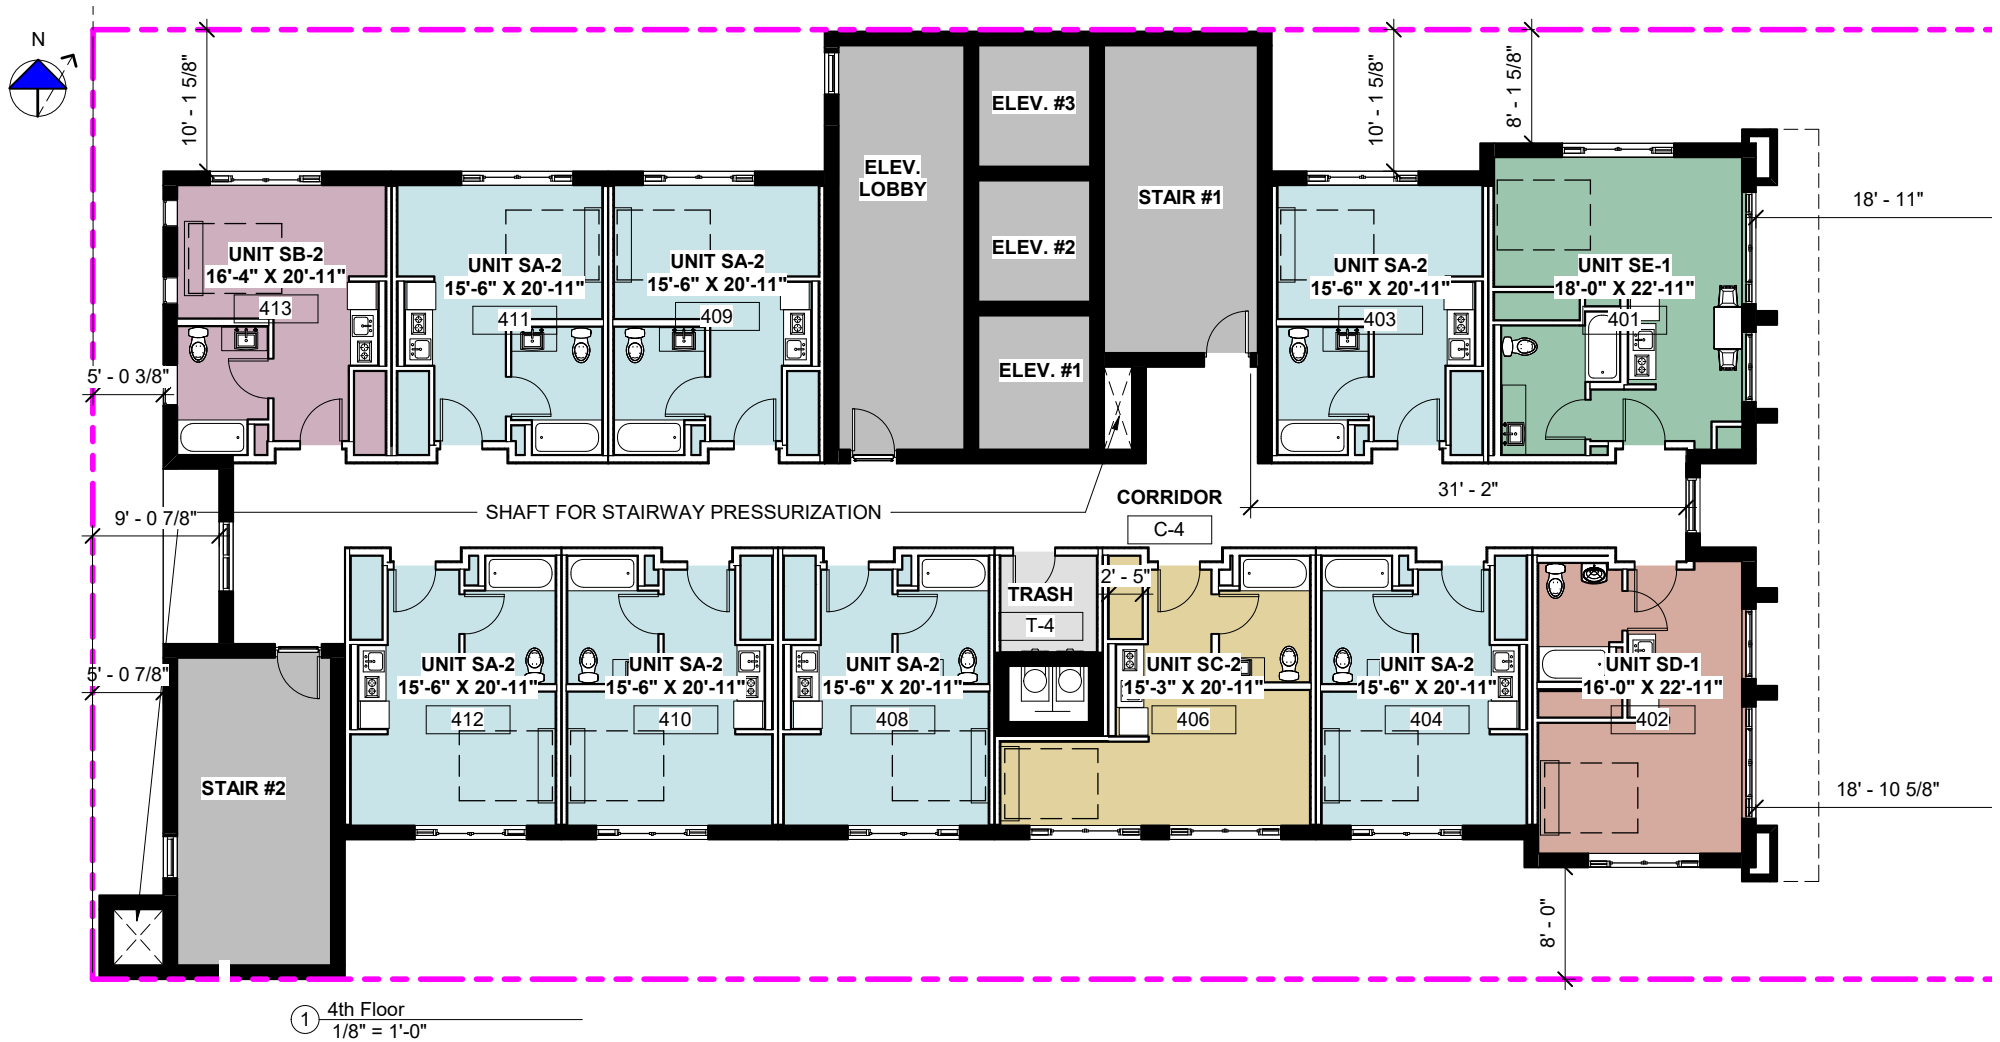 N
10' - 1 5/8"
10' - 1 5/8"
8' - 1 5/8"
ELEV. #3
ELEV.
LOBBY
STAIR #1
18' - 11"
UNIT SB-2
16'-4" X 20'-11"
413
UNIT SA-2
15'-6" X 20'-11"
411
UNIT SA-2
15'-6" X 20'-11"
409
ELEV. #2
UNIT SA-2
15'-6" X 20'-11"
403
UNIT SE-1
18'-0" X 22'-11"
401
5' - 0 3/8"
ELEV. #1
9' - 0 7/8"
SHAFT FOR STAIRWAY PRESSURIZATION
CORRIDOR
C-4
31' - 2"
2' - 5"
TRASH
T-4
5' - 0 7/8"
UNIT SA-2
15'-6" X 20'-11"
412
UNIT SA-2
15'-6" X 20'-11"
410
UNIT SA-2
15'-6" X 20'-11"
408
UNIT SC-2
15'-3" X 20'-11"
406
UNIT SA-2
15'-6" X 20'-11"
404
UNIT SD-1
16'-0" X 22'-11"
402
STAIR #2
18' - 10 5/8"
8' - 0"
1
4th Floor
1/8" = 1'-0"